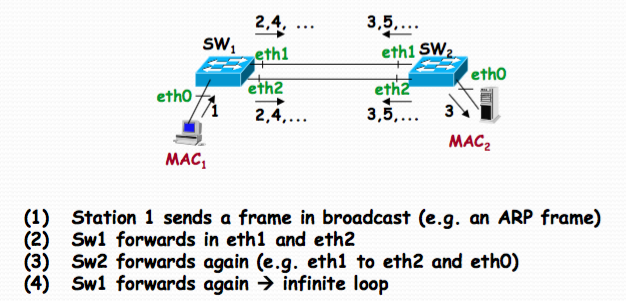 2,4, ...
3,5,...
SW1
eth1
eth1
SW2
eth0
eth0
eth2
eth2
1
2,4,...
3,5,...
3
MAC1
MAC2
(1) Station 1 sends a frame in broadcast (e.g. an ARP frame)
(2) Sw1 forwards in eth1 and eth2
(3) Sw2 forwards again (e.g. eth1 to eth2 and eth0)
(4) Sw1 forwards again → infinite loop